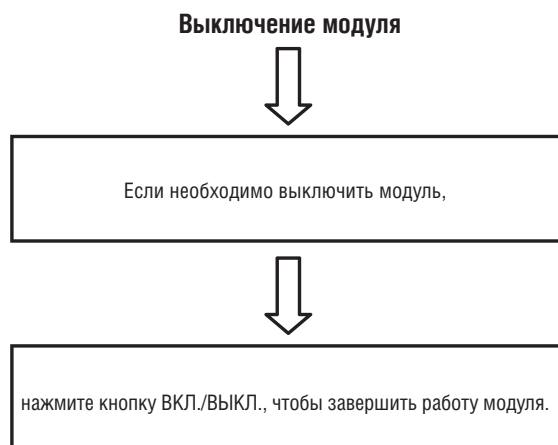 Выключение модуля
Если необходимо выключить модуль,
нажмите кнопку ВКЛ./ВЫКЛ., чтобы завершить работу модуля.